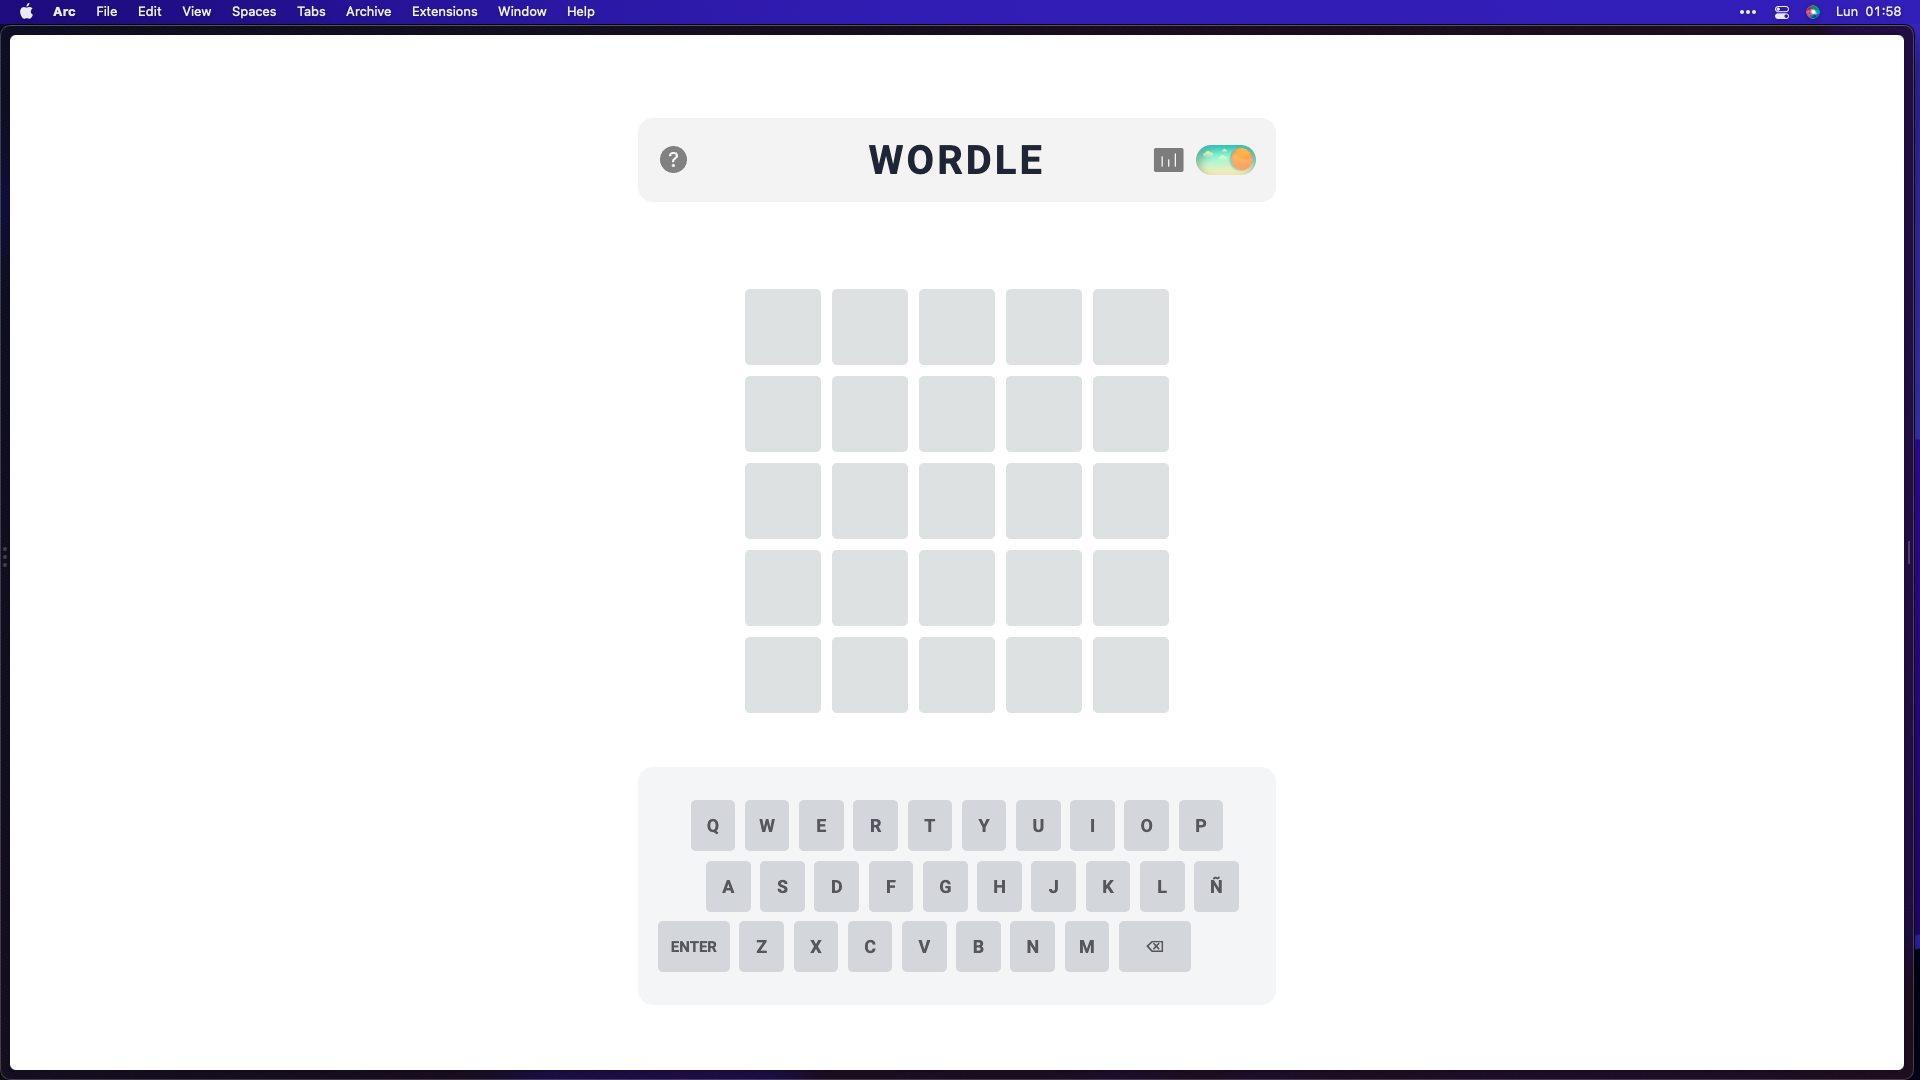 Arc File Edit View Spaces Tabs Archive Extensions Window Help ••• Lun 01:58
? WORDLE
Q W E R T Y U I O P
A S D F G H J K L Ñ
ENTER Z X C V B N M